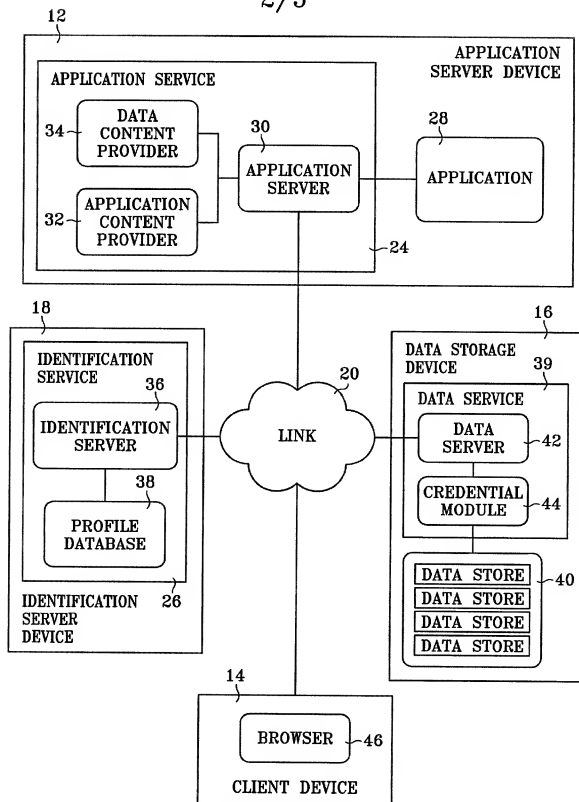 2/5
12
APPLICATION
SERVER DEVICE
APPLICATION SERVICE
34
DATA
CONTENT
PROVIDER
30
APPLICATION
SERVER
28
APPLICATION
32
APPLICATION
CONTENT
PROVIDER
24
18
IDENTIFICATION
SERVICE
36
IDENTIFICATION
SERVER
38
PROFILE
DATABASE
26
IDENTIFICATION
SERVER
DEVICE
20
LINK
16
DATA STORAGE
DEVICE
39
DATA SERVICE
DATA
SERVER
42
CREDENTIAL
MODULE
44
DATA STORE
DATA STORE
DATA STORE
DATA STORE
40
14
BROWSER
46
CLIENT DEVICE